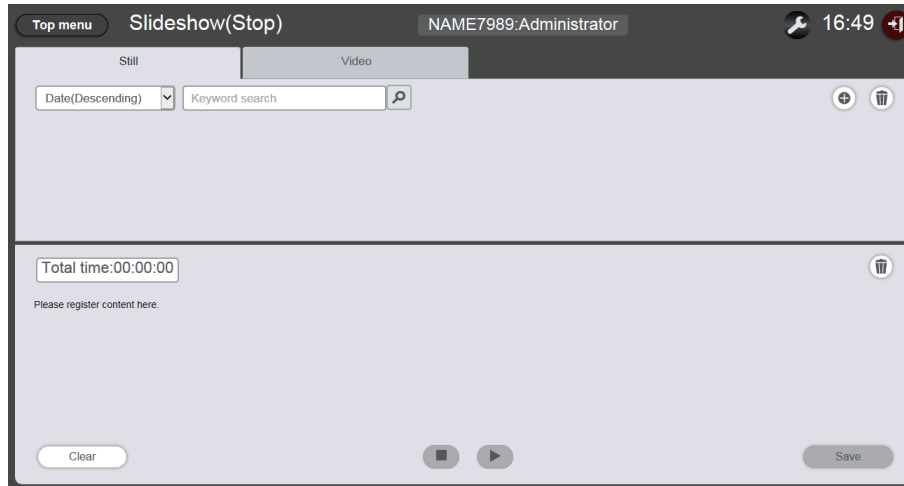 Top menu Slideshow(Stop) NAME7989:Administrator 16:49
Still Video
Date(Descending) Keyword search
Total time:00:00:00
Please register content here.
Clear Save